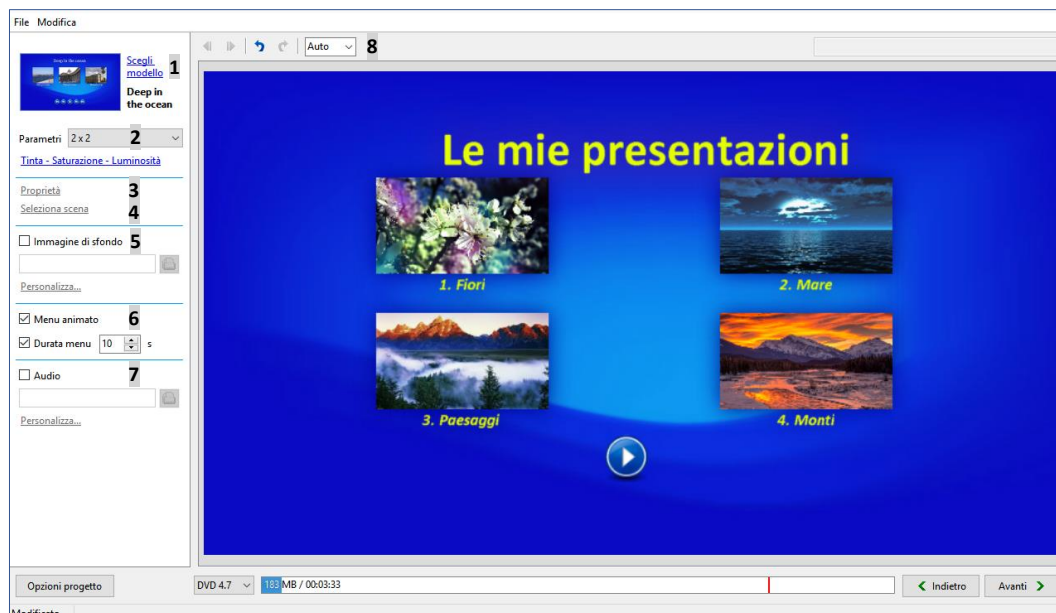 File Modifica
Scegli
modello
1
Deep in
the ocean
Parametri 2 x 2 2
Tinta - Saturazione - Luminosità
Proprietà 3
Seleziona scena 4
Immagine di sfondo 5
Personalizza...
Menu animato 6
Durata menu 10 s
Audio 7
Personalizza...
Auto 8
Le mie presentazioni
1. Fiori
2. Mare
3. Paesaggi
4. Monti
Opzioni progetto
DVD 4.7 183 MB / 00:03:33
Indietro Avanti
Modificato